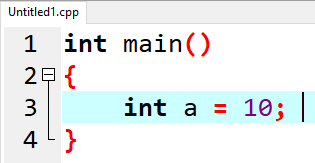 Untitled1.cpp
1 int main()
2 {
3     int a = 10;
4 }